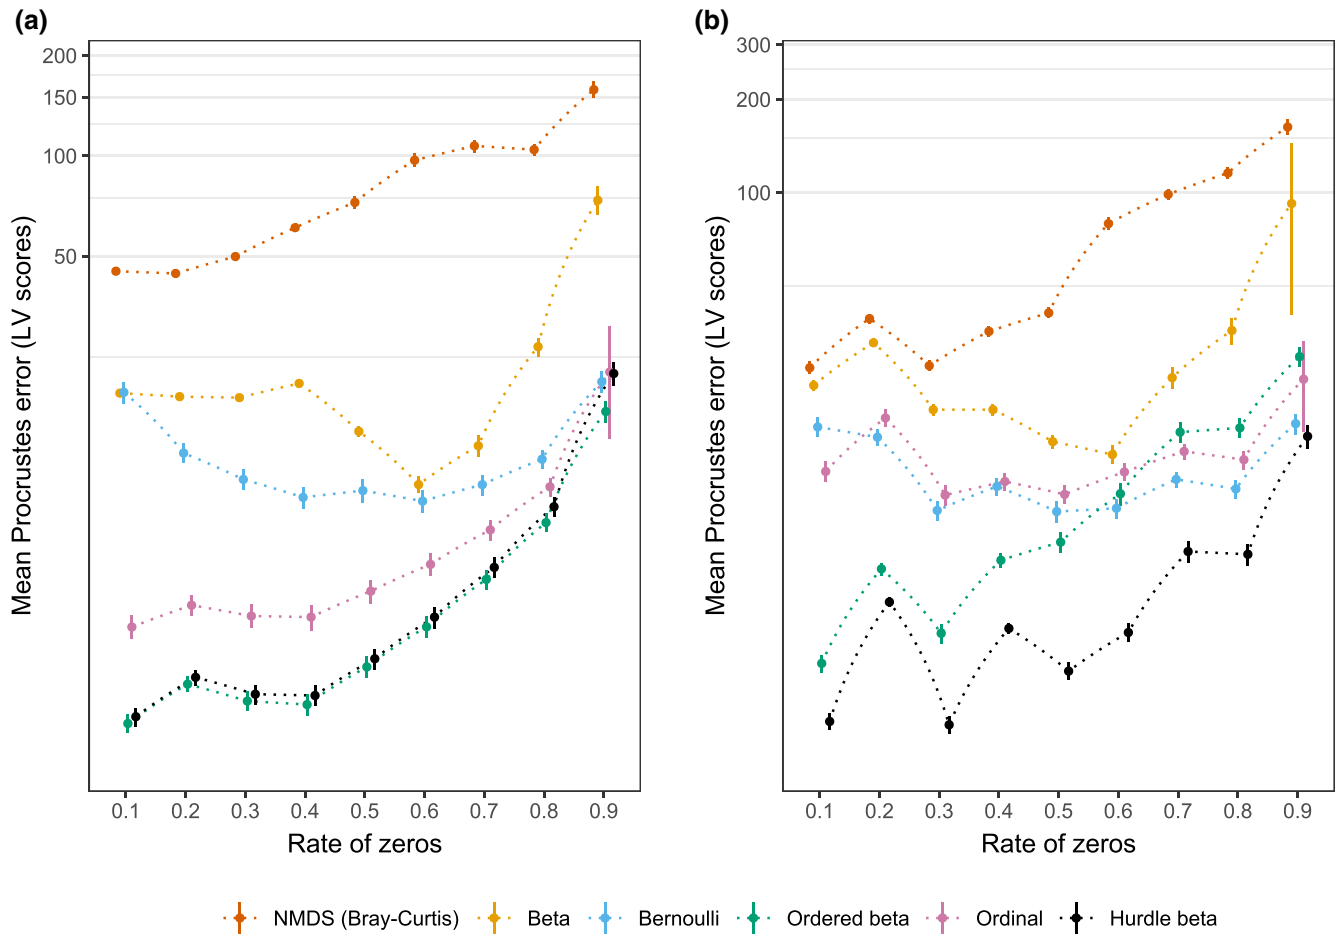 (a)
200
150
100
50
Mean Procrustes error (LV scores)
0.1 0.2 0.3 0.4 0.5 0.6 0.7 0.8 0.9
Rate of zeros
(b)
300
200
100
Mean Procrustes error (LV scores)
0.1 0.2 0.3 0.4 0.5 0.6 0.7 0.8 0.9
Rate of zeros
NMDS (Bray-Curtis) Beta Bernoulli Ordered beta Ordinal Hurdle beta